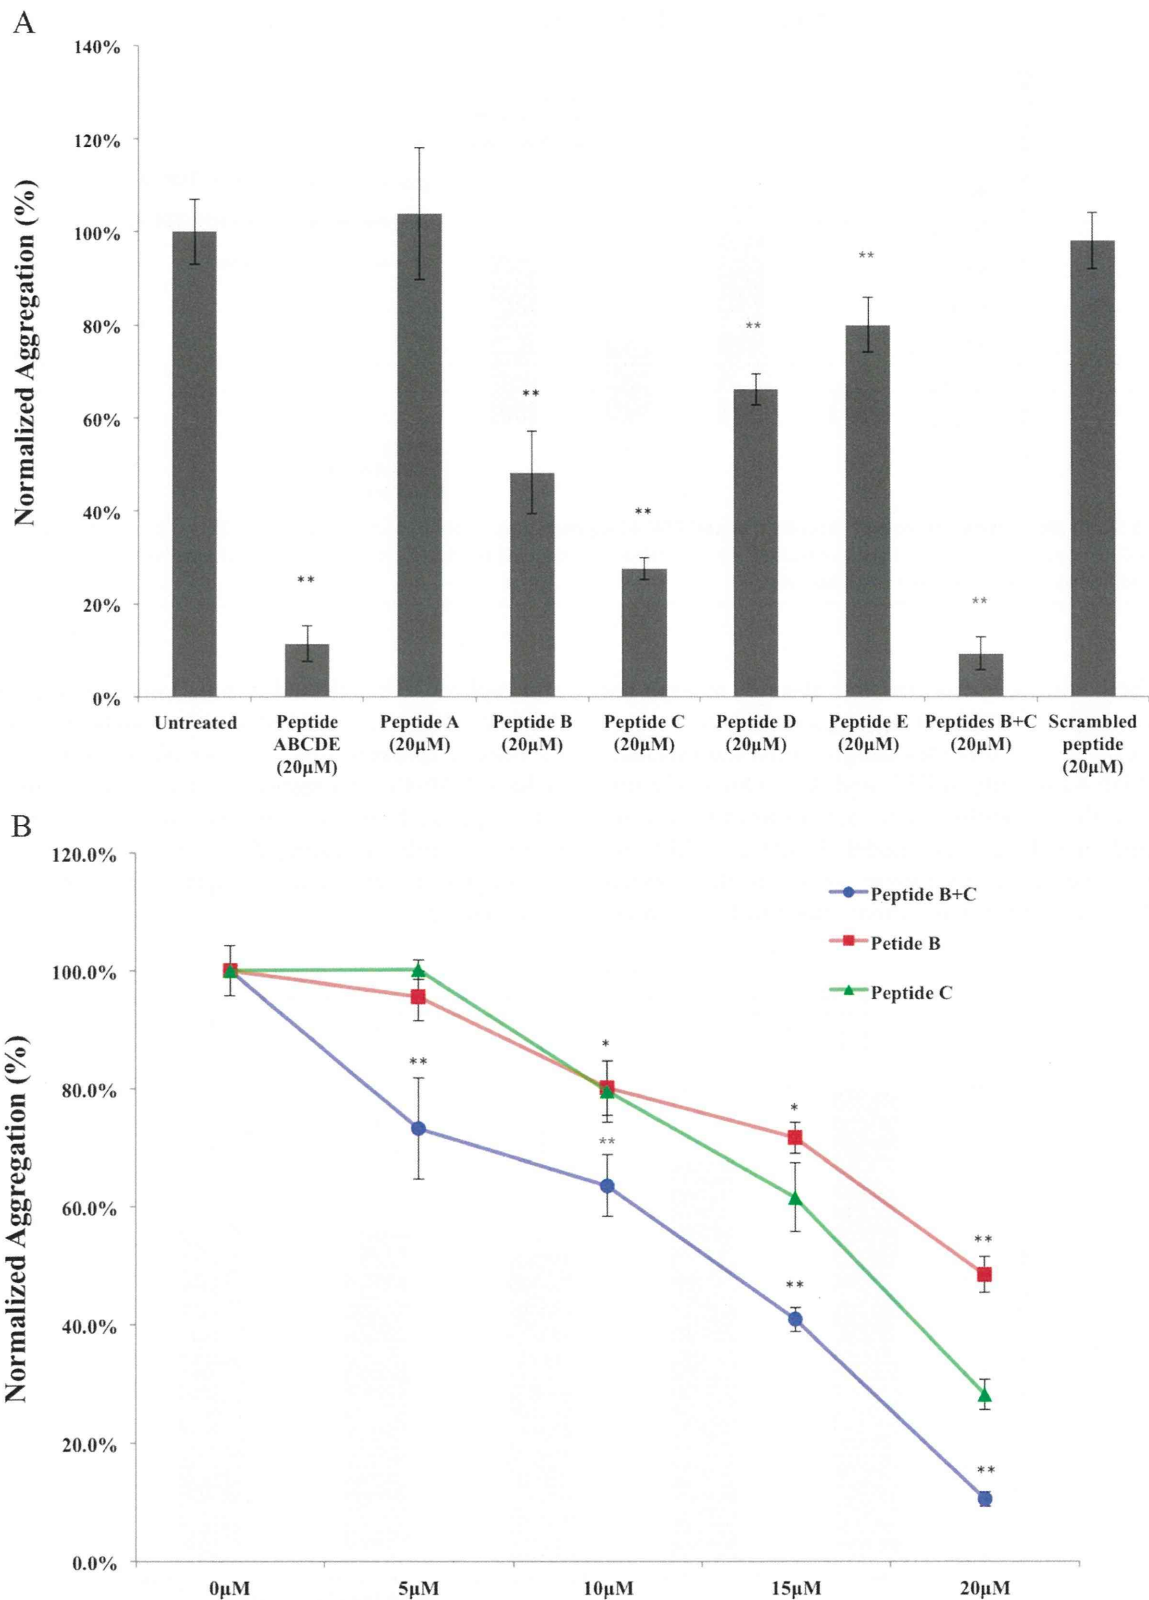 A
Normalized Aggregation (%)
140%
120%
100%
80%
60%
40%
20%
0%
**
**
**
**
**
**
Untreated
Peptide
ABCDE
(20μM)
Peptide A
(20μM)
Peptide B
(20μM)
Peptide C
(20μM)
Peptide D
(20μM)
Peptide E
(20μM)
Peptides B+C
(20μM)
Scrambled
peptide
(20μM)
B
Normalized Aggregation (%)
120.0%
100.0%
80.0%
60.0%
40.0%
20.0%
0.0%
Peptide B+C
Petide B
Peptide C
**
*
**
*
**
**
**
0μM
5μM
10μM
15μM
20μM